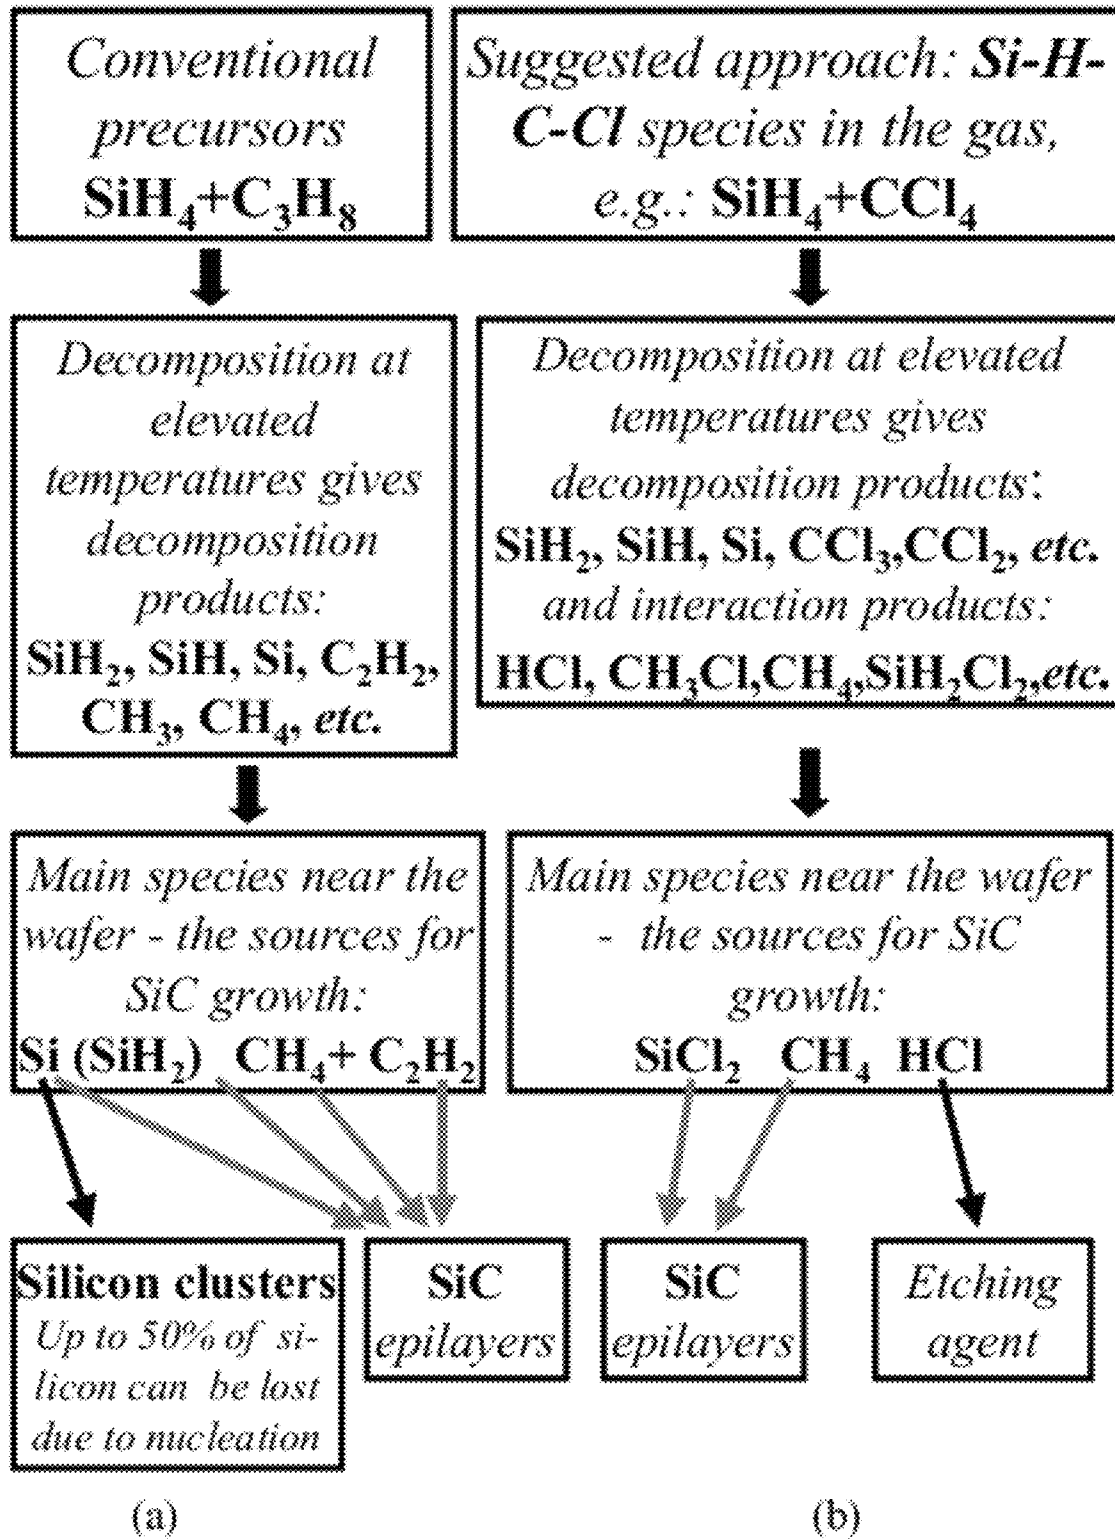 Conventional
precursors
SiH₄+C₃H₈
Suggested approach: Si-H-
C-Cl species in the gas,
e.g.: SiH₄+CCl₄
Decomposition at
elevated
temperatures gives
decomposition
products:
SiH₂, SiH, Si, C₂H₂,
CH₃, CH₄, etc.
Decomposition at elevated
temperatures gives
decomposition products:
SiH₂, SiH, Si, CCl₃,CCl₂, etc.
and interaction products:
HCl, CH₃Cl,CH₄,SiH₂Cl₂,etc.
Main species near the
wafer - the sources for
SiC growth:
Si (SiH₂) CH₄+ C₂H₂
Main species near the wafer
- the sources for SiC
growth:
SiCl₂ CH₄ HCl
Silicon clusters
Up to 50% of si-
licon can be lost
due to nucleation
SiC
epilayers
SiC
epilayers
Etching
agent
(a)
(b)